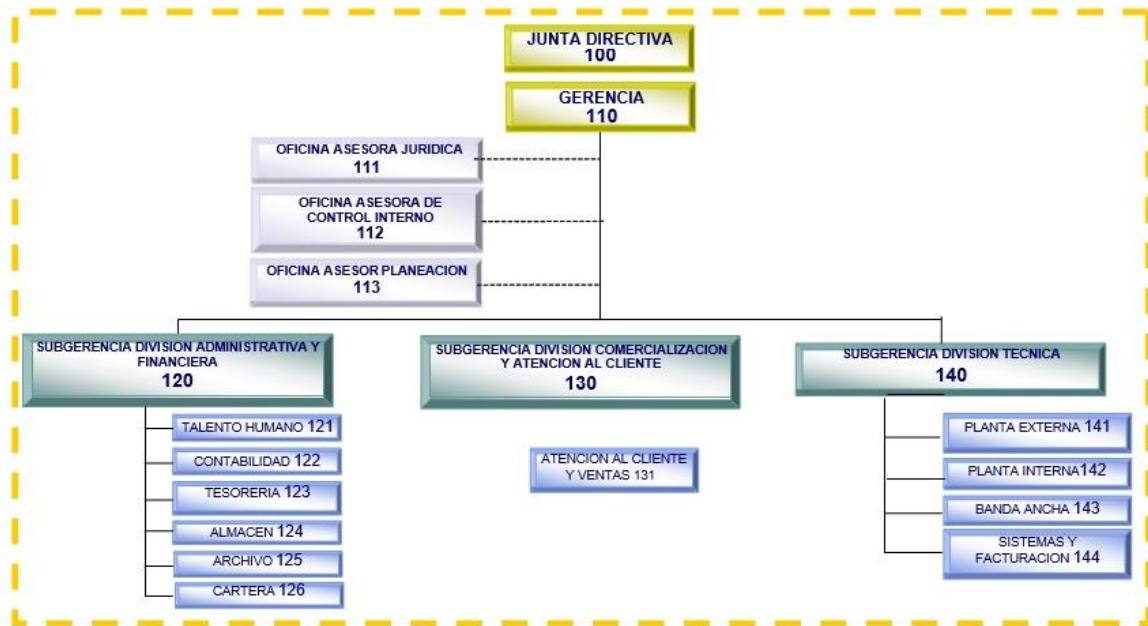 JUNTA DIRECTIVA
100
GERENCIA
110
OFICINA ASESORA JURIDICA
111
OFICINA ASESORA DE
CONTROL INTERNO
112
OFICINA ASESOR PLANEACION
113
SUBGERENCIA DIVISION ADMINISTRATIVA Y
FINANCIERA
120
TALENTO HUMANO 121
CONTABILIDAD 122
TESORERIA 123
ALMACEN 124
ARCHIVO 125
CARTERA 126
SUBGERENCIA DIVISION COMERCIALIZACION
Y ATENCION AL CLIENTE
130
ATENCION AL CLIENTE
Y VENTAS 131
SUBGERENCIA DIVISION TECNICA
140
PLANTA EXTERNA 141
PLANTA INTERNA142
BANDA ANCHA 143
SISTEMAS Y
FACTURACION 144